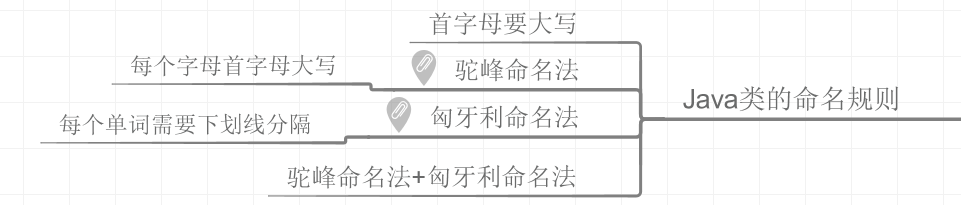 首字母要大写
每个字母首字母大写
驼峰命名法
Java类的命名规则
匈牙利命名法
每个单词需要下划线分隔
驼峰命名法+匈牙利命名法